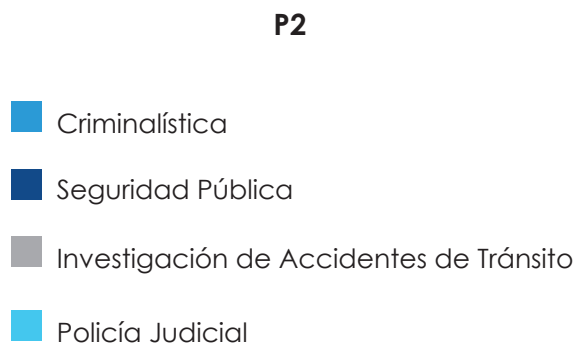 P2
Criminalística
Seguridad Pública
Investigación de Accidentes de Tránsito
Policía Judicial